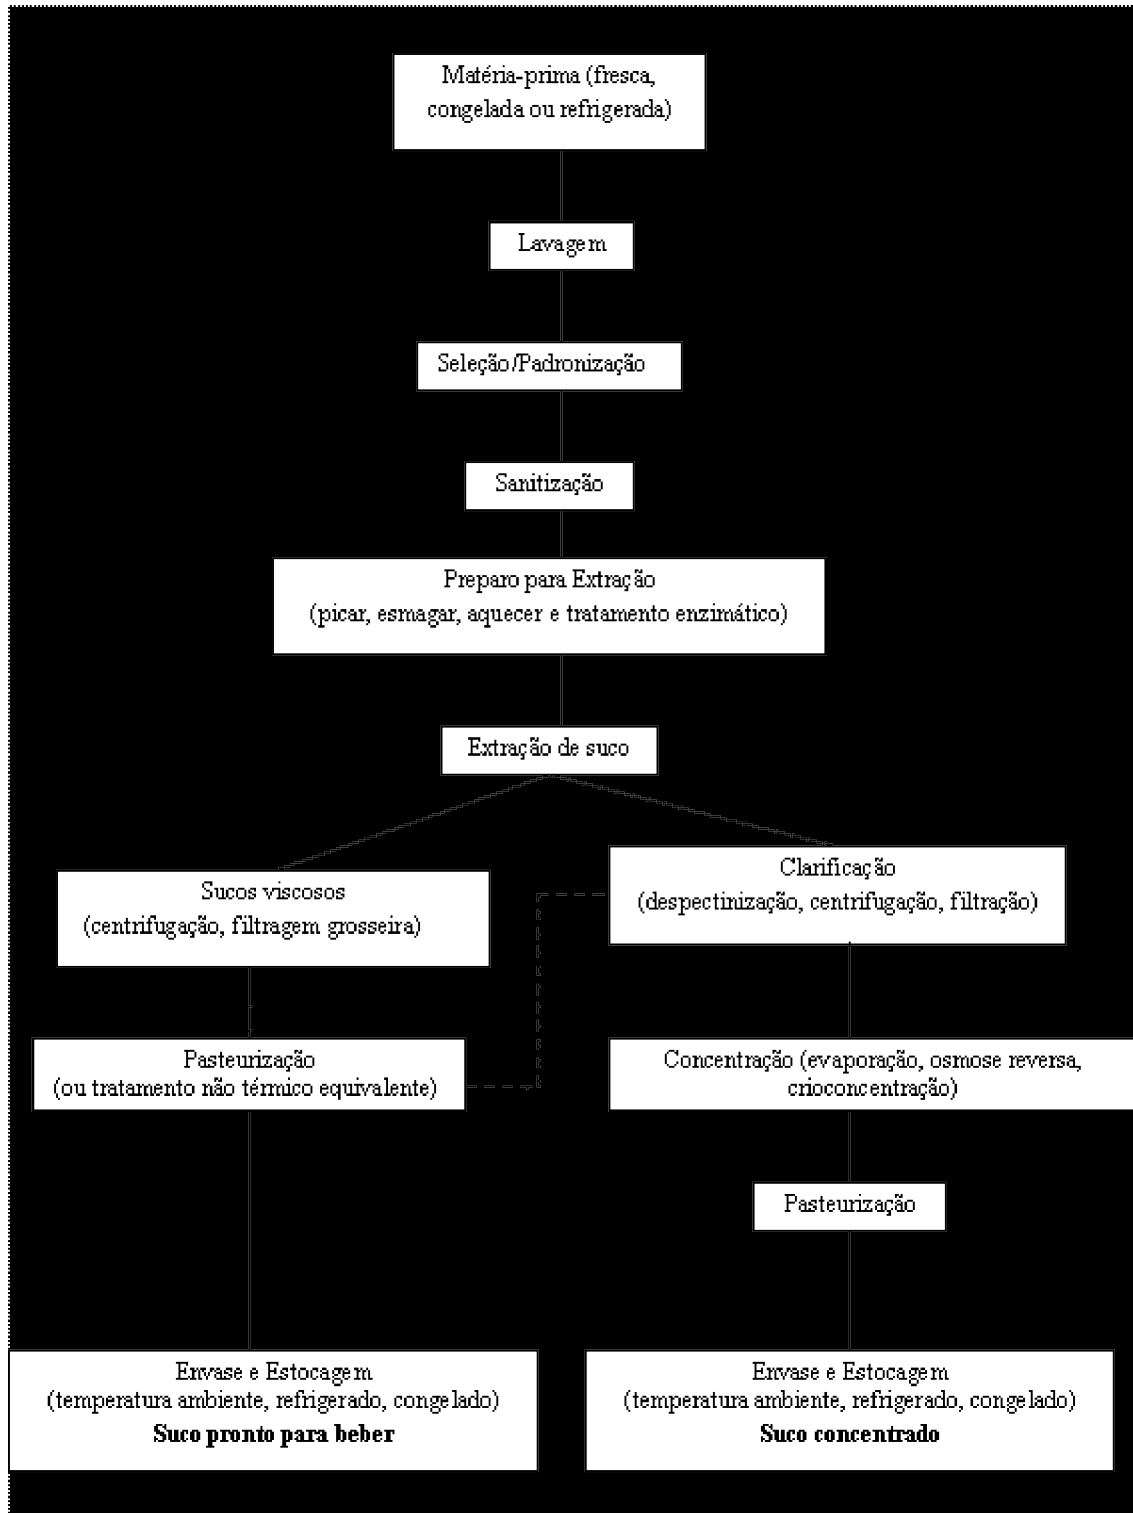 Matéria-prima (fresca,
congelada ou refrigerada)
Lavagem
Seleção/Padronização
Sanitização
Preparo para Extração
(picar, esmagar, aquecer e tratamento enzimático)
Extração de suco
Sucos viscosos
(centrifugação, filtragem grosseira)
Clarificação
(despectinização, centrifugação, filtração)
Pasteurização
(ou tratamento não térmico equivalente)
Concentração (evaporação, osmose reversa,
crioconcentração)
Pasteurização
Envase e Estocagem
(temperatura ambiente, refrigerado, congelado)
Suco pronto para beber
Envase e Estocagem
(temperatura ambiente, refrigerado, congelado)
Suco concentrado